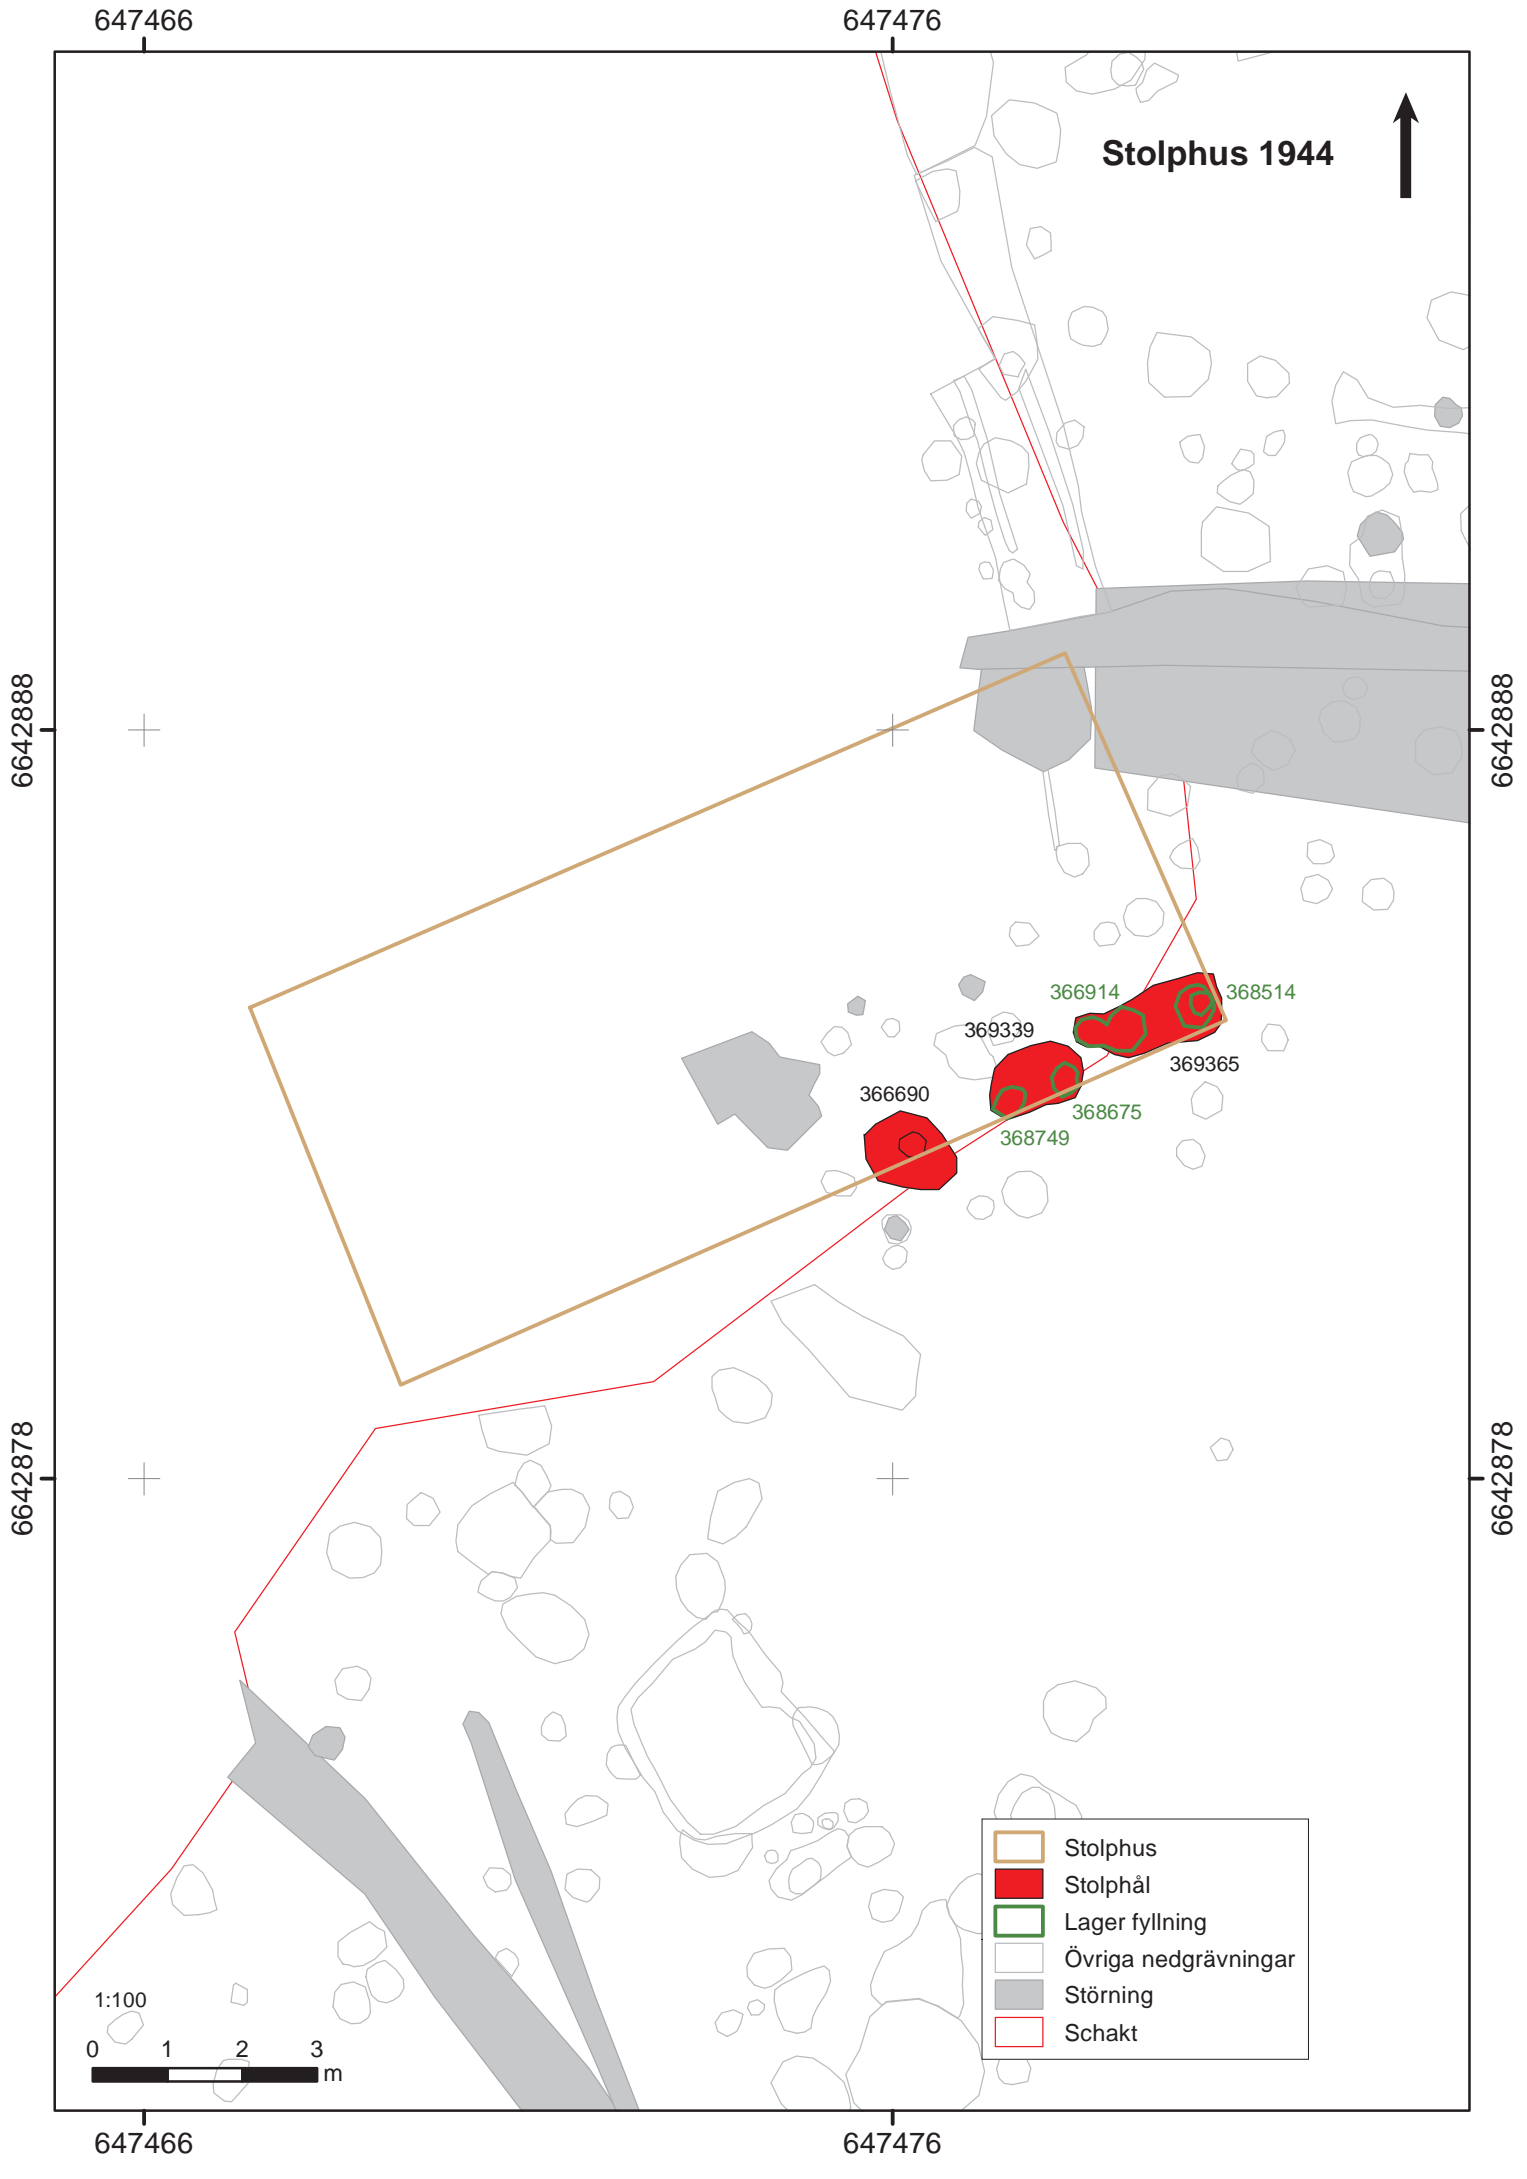 647466
647476
Stolphus 1944
6642888
6642888
366914
368514
369339
369365
366690
368675
368749
6642878
6642878
Stolphus
Stolphål
Lager fyllning
Övriga nedgrävningar
Störning
Schakt
1:100
0 1 2 3
m
647466
647476